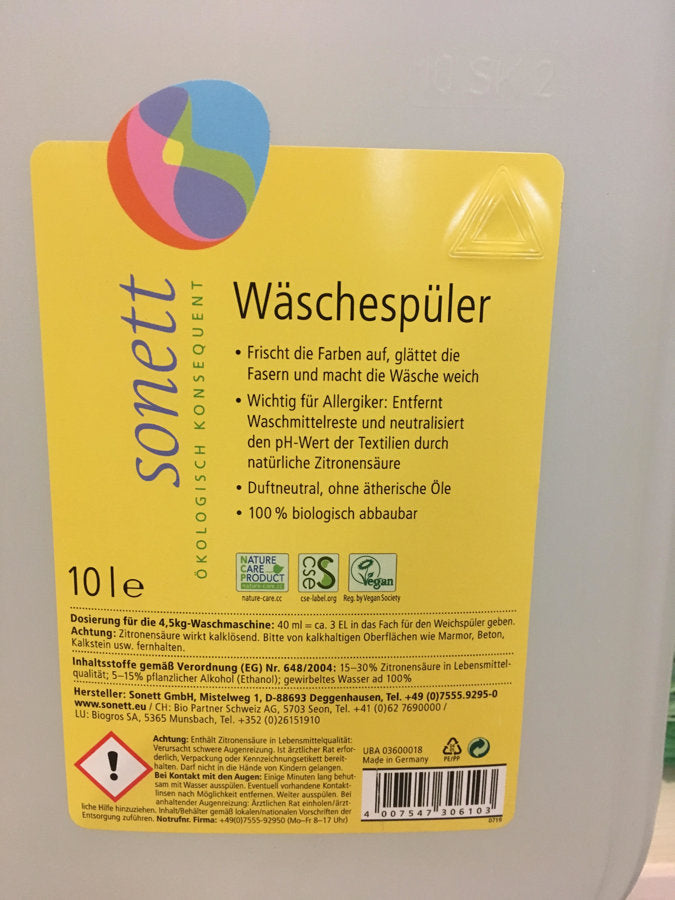 10 SK 2
sonett
ÖKOLOGISCH KONSEQUENT
Wäschespüler
• Frischt die Farben auf, glättet die
Fasern und macht die Wäsche weich
• Wichtig für Allergiker: Entfernt
Waschmittelreste und neutralisiert
den pH-Wert der Textilien durch
natürliche Zitronensäure
• Duftneutral, ohne ätherische Öle
• 100 % biologisch abbaubar
10 l e
NATURE CARE PRODUCT
nature-care.cc
nature-care.cc
cse
cse-label.org
Vegan
Reg. by Vegan Society
Dosierung für die 4,5kg-Waschmaschine: 40 ml = ca. 3 EL in das Fach für den Weichspüler geben.
Achtung: Zitronensäure wirkt kalklösend. Bitte von kalkhaltigen Oberflächen wie Marmor, Beton,
Kalkstein usw. fernhalten.
Inhaltsstoffe gemäß Verordnung (EG) Nr. 648/2004: 15–30% Zitronensäure in Lebensmittel-
qualität; 5–15% pflanzlicher Alkohol (Ethanol); gewirbeltes Wasser ad 100%
Hersteller: Sonett GmbH, Mistelweg 1, D-88693 Deggenhausen, Tel. +49 (0)7555.9295-0
www.sonett.eu / CH: Bio Partner Schweiz AG, 5703 Seon, Tel. +41 (0)62 7690000 /
LU: Biogros SA, 5365 Munsbach, Tel. +352 (0)26151910
Achtung: Enthält Zitronensäure in Lebensmittelqualität:
Verursacht schwere Augenreizung. Ist ärztlicher Rat erfor-
derlich, Verpackung oder Kennzeichnungsetikett bereit-
halten. Darf nicht in die Hände von Kindern gelangen.
Bei Kontakt mit den Augen: Einige Minuten lang behut-
sam mit Wasser ausspülen. Eventuell vorhandene Kontakt-
linsen nach Möglichkeit entfernen. Weiter ausspülen. Bei
anhaltender Augenreizung: Ärztlichen Rat einholen/ärzt-
liche Hilfe hinzuziehen. Inhalt/Behälter gemäß lokalen/nationalen Vorschriften der
Entsorgung zuführen. Notrufnr. Firma: +49(0)7555-92950 (Mo–Fr 8–17 Uhr)
UBA 03600018
Made in Germany
PE/PP
4 007547 306103
0719